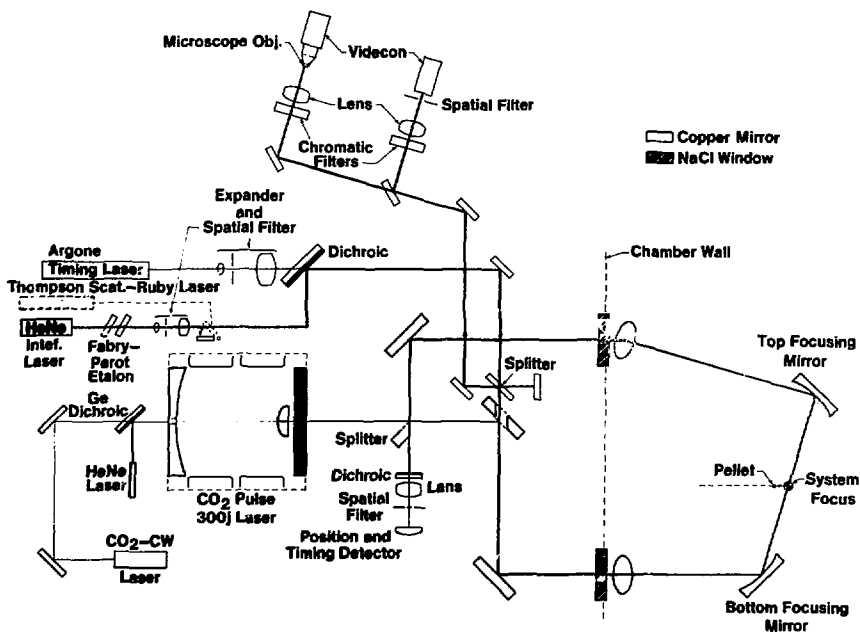 Microscope Obj.
Videcon
Lens
Spatial Filter
Chromatic
Filters
Copper Mirror
NaCl Window
Expander
and
Spatial Filter
Argone
Timing Laser
Dichroic
Chamber Wall
Thompson Scat.-Ruby Laser
HeNe
Intef.
Laser
Fabry-
Perot
Etalon
Top Focusing
Mirror
Splitter
Ge
Dichroic
Splitter
HeNe
Laser
CO2 Pulse
300j Laser
Dichroic
Lans
Spatial
Filter
Position and
Timing Detector
Pellet
System
Focus
CO2-CW
Laser
Bottom Focusing
Mirror